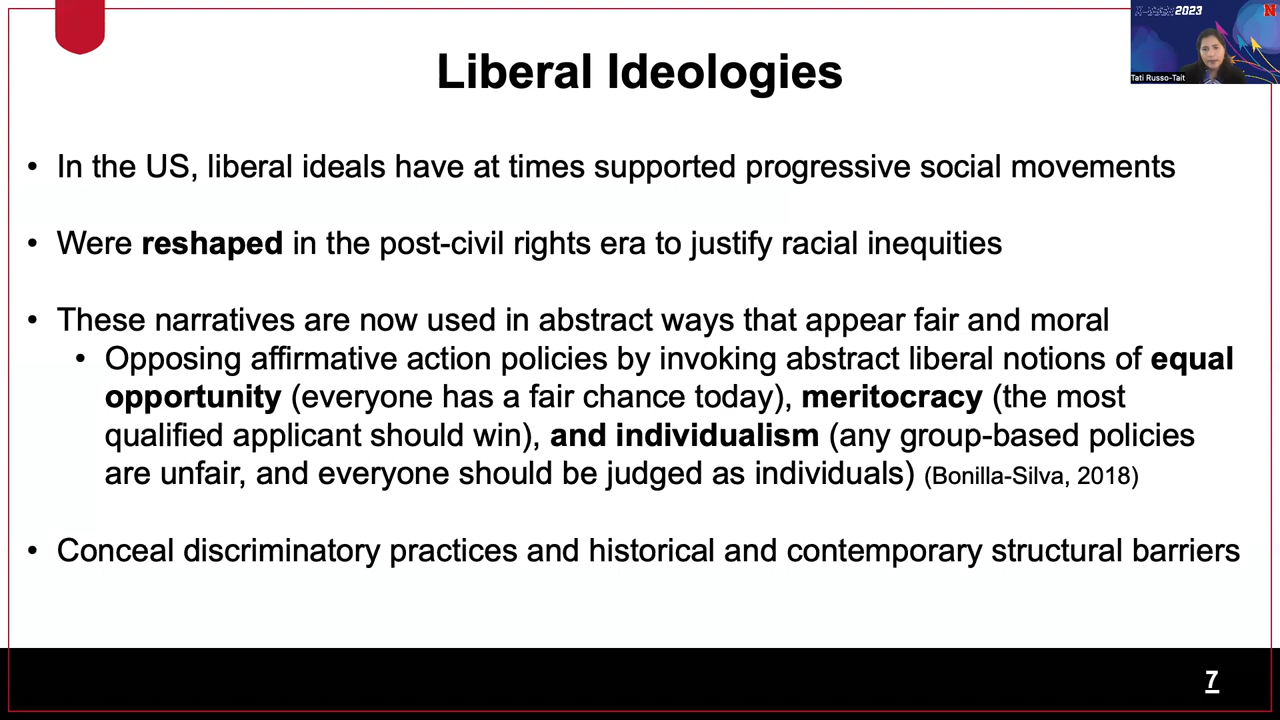 2023
N
Tati Russo-Tait
Liberal Ideologies
• In the US, liberal ideals have at times supported progressive social movements
• Were reshaped in the post-civil rights era to justify racial inequities
• These narratives are now used in abstract ways that appear fair and moral
• Opposing affirmative action policies by invoking abstract liberal notions of equal
opportunity (everyone has a fair chance today), meritocracy (the most
qualified applicant should win), and individualism (any group-based policies
are unfair, and everyone should be judged as individuals) (Bonilla-Silva, 2018)
• Conceal discriminatory practices and historical and contemporary structural barriers
7